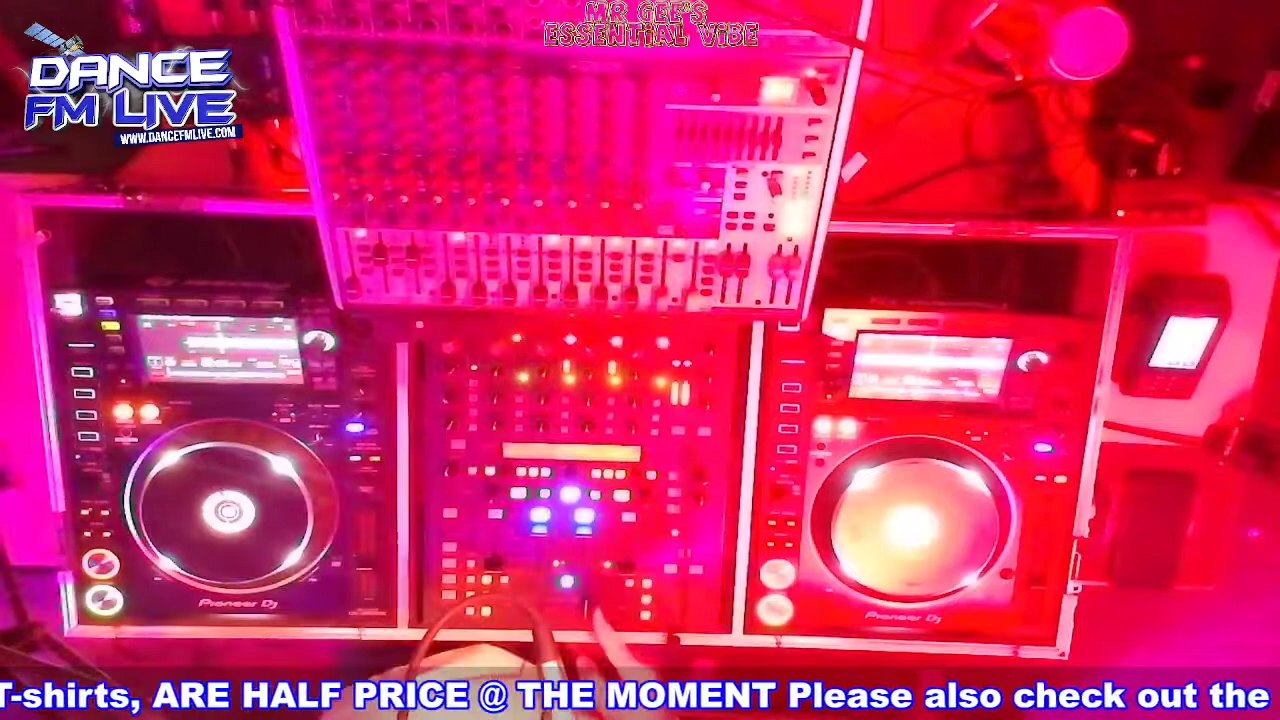 MR GEE'S
ESSENTIAL VIBE
DANCE
FM LIVE
WWW.DANCEFMLIVE.COM
Pioneer Dj
Pioneer Dj
T-shirts, ARE HALF PRICE @ THE MOMENT Please also check out the